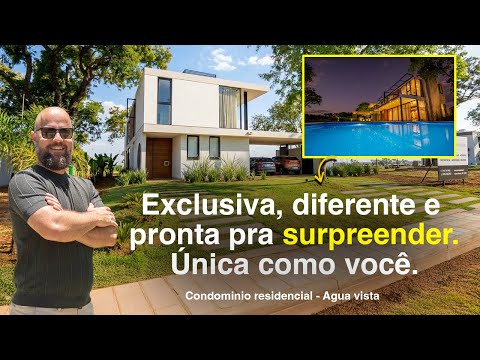 Exclusiva, diferente e
pronta pra surpreender.
Única como você.
Condominio residencial - Agua vista